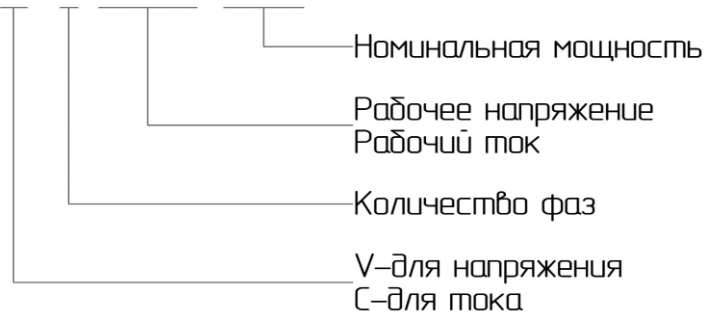 Номинальная мощность
Рабочее напряжение
Рабочий ток
Количество фаз
V–для напряжения
С–для тока